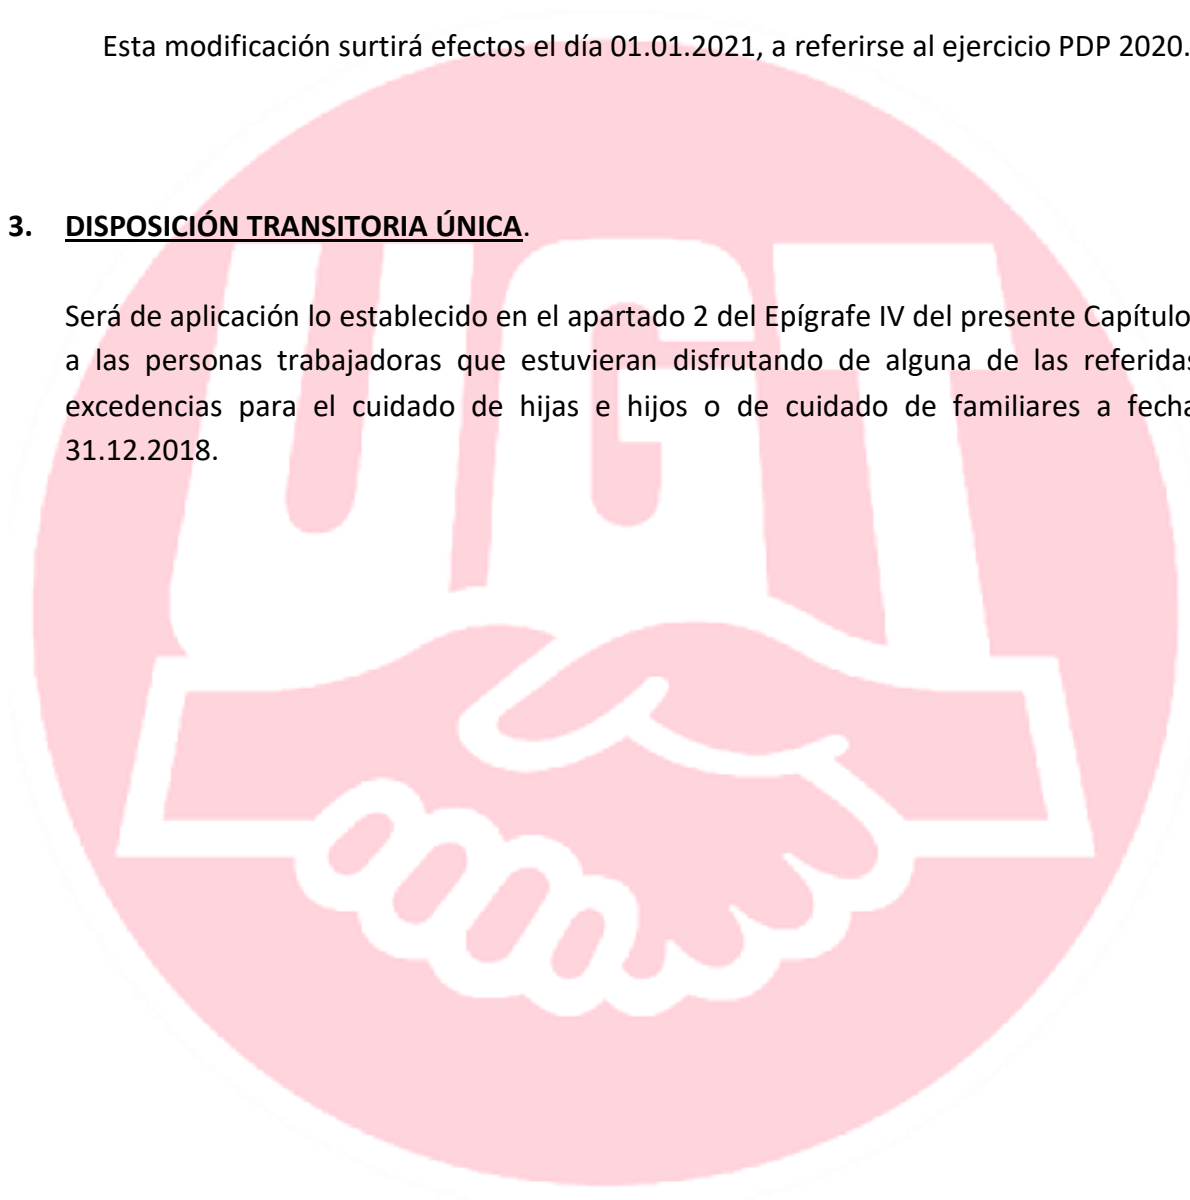 Esta modificación surtirá efectos el día 01.01.2021, a referirse al ejercicio PDP 2020.
3. DISPOSICIÓN TRANSITORIA ÚNICA.
UGT
Será de aplicación lo establecido en el apartado 2 del Epígrafe IV del presente Capítulo
a las personas trabajadoras que estuvieran disfrutando de alguna de las referidas
excedencias para el cuidado de hijas e hijos o de cuidado de familiares a fecha
31.12.2018.